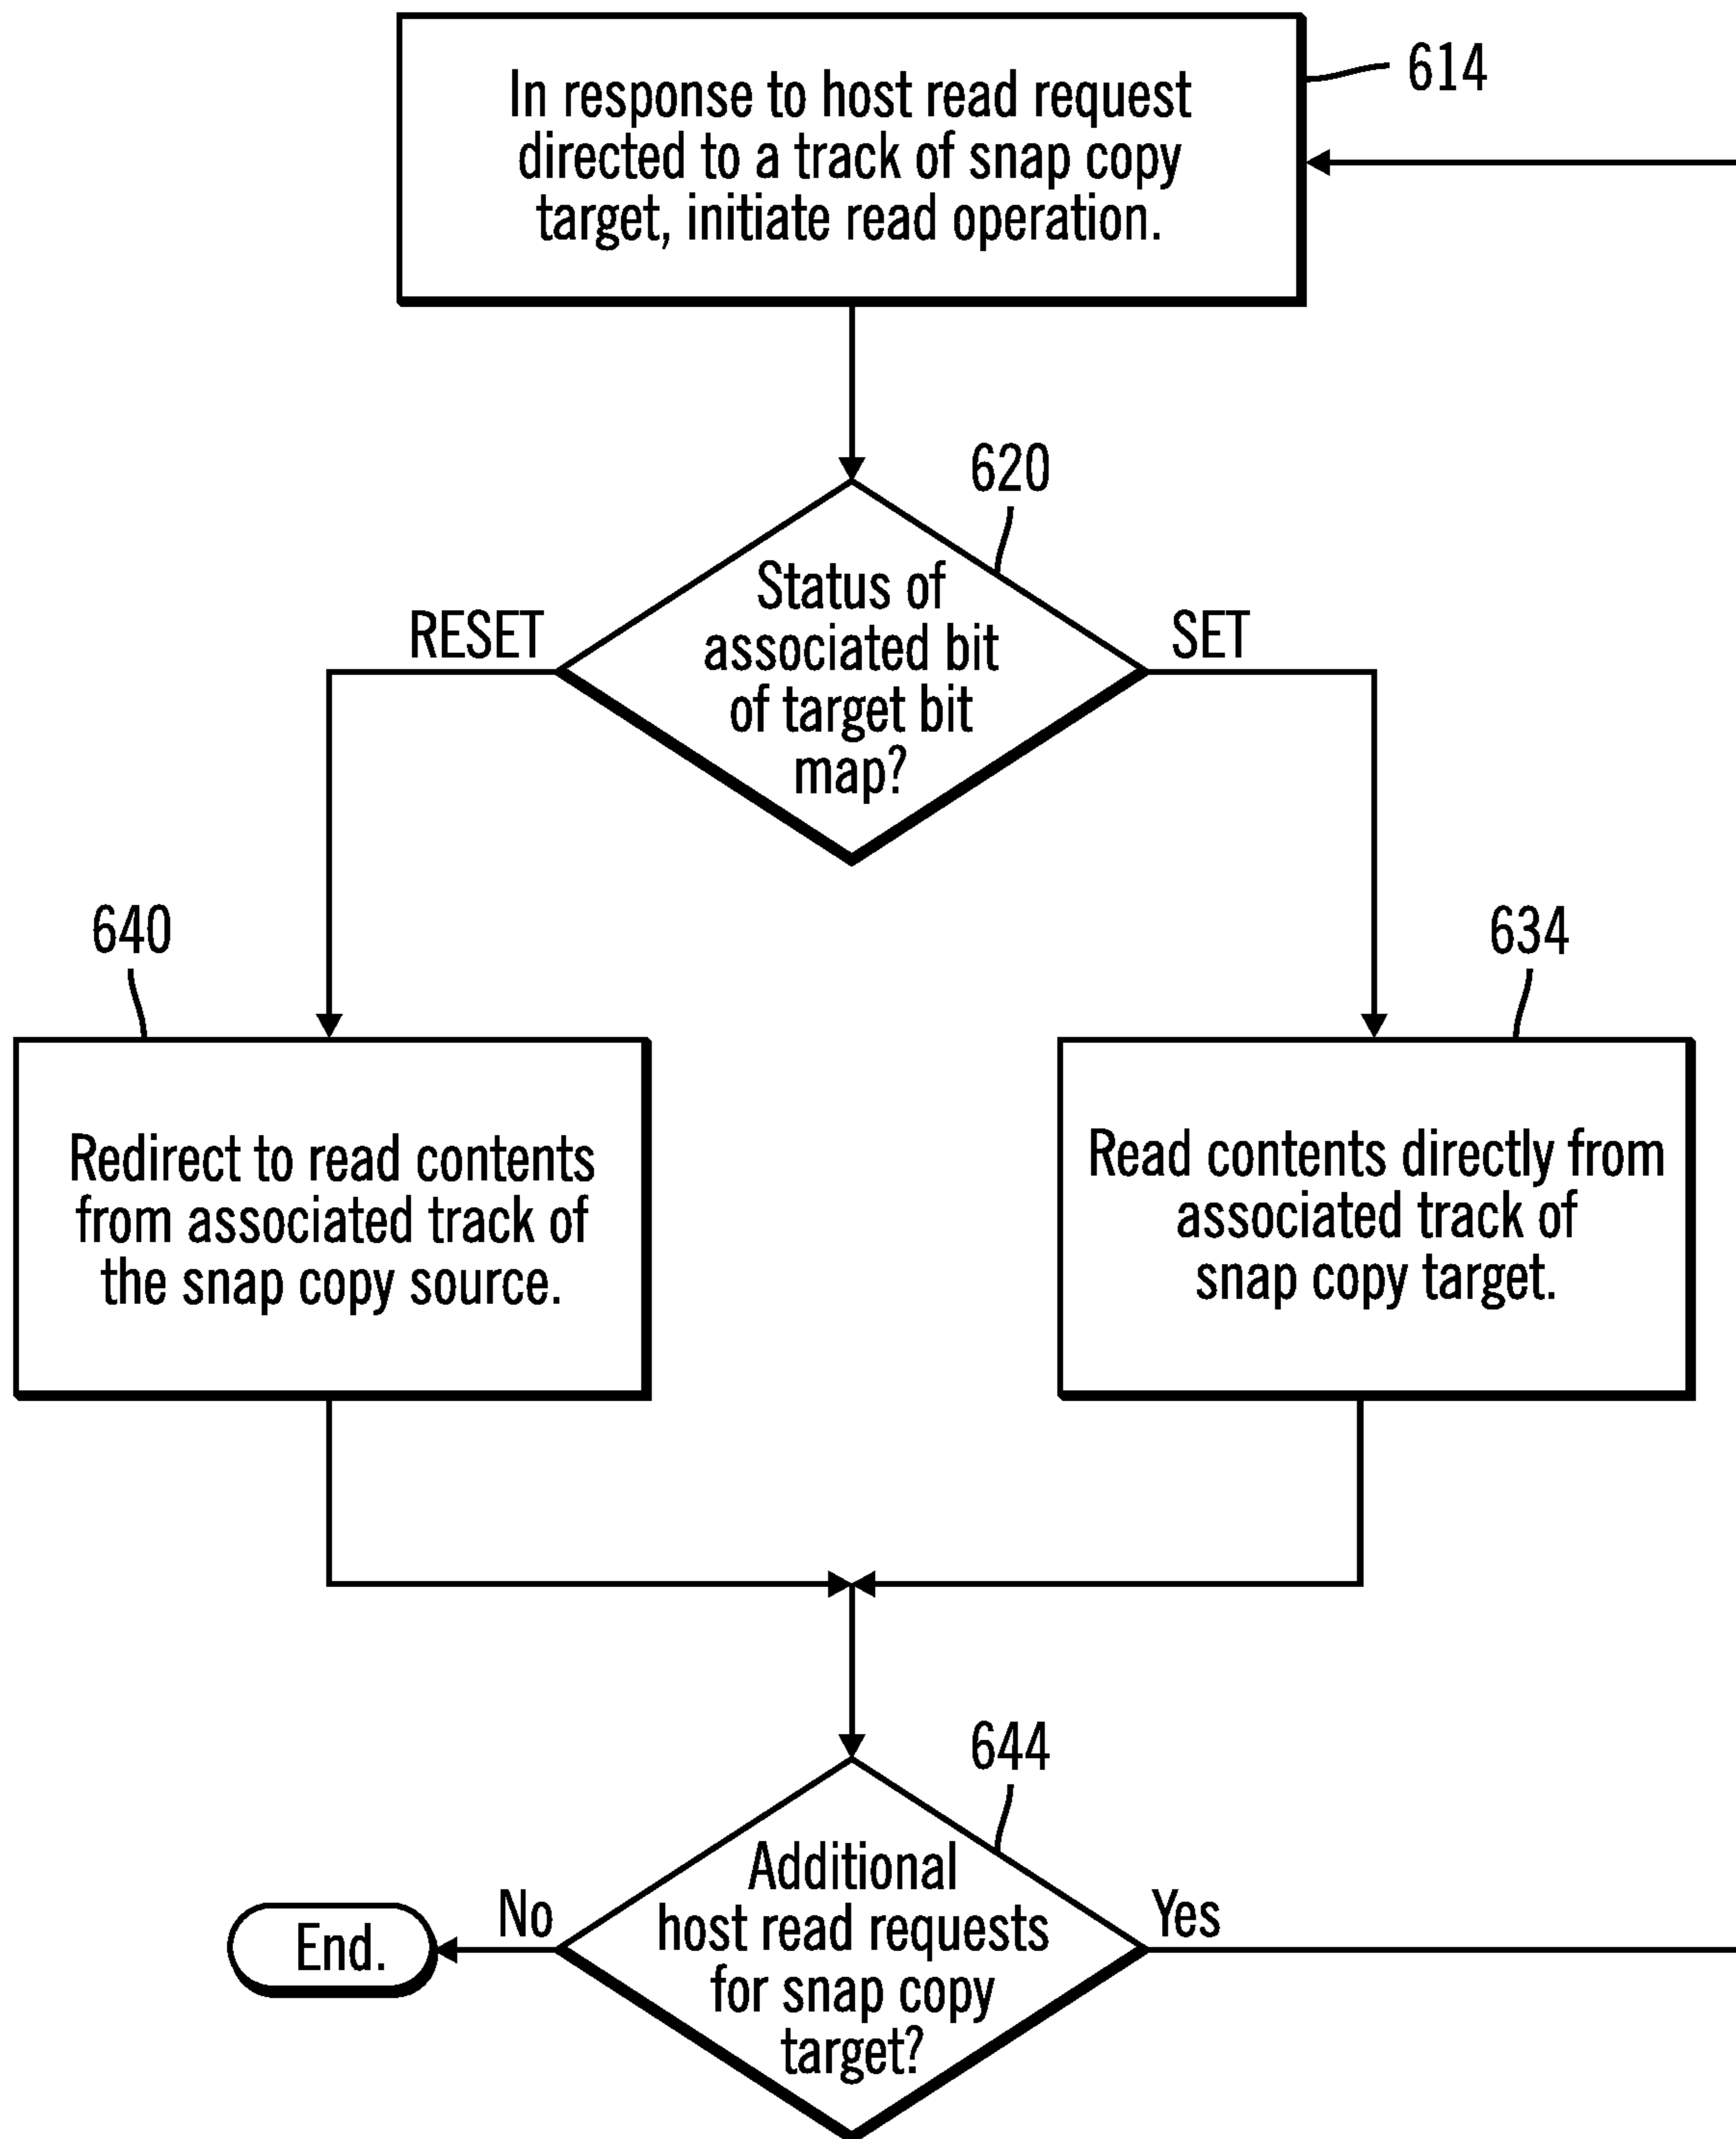 In response to host read request
directed to a track of snap copy
target, initiate read operation.
614
620
Status of
associated bit
of target bit
map?
RESET
SET
640
634
Redirect to read contents
from associated track of
the snap copy source.
Read contents directly from
associated track of
snap copy target.
644
Additional
host read requests
for snap copy
target?
No
Yes
End.